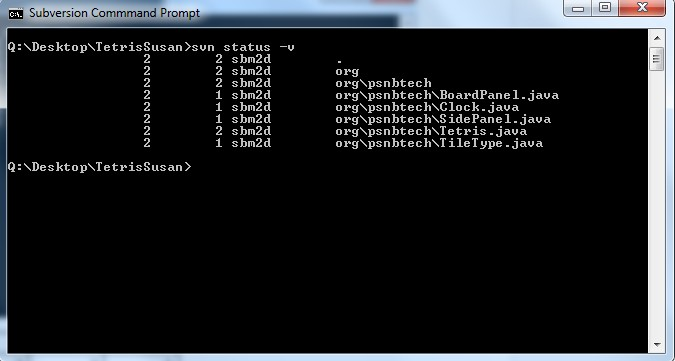 Subversion Commmand Prompt
Q:\Desktop\TetrisSusan>svn status -v
2 2 sbm2d .
2 2 sbm2d org
2 2 sbm2d org\psnbtech
2 1 sbm2d org\psnbtech\BoardPanel.java
2 1 sbm2d org\psnbtech\Clock.java
2 1 sbm2d org\psnbtech\SidePanel.java
2 2 sbm2d org\psnbtech\Tetris.java
2 1 sbm2d org\psnbtech\TileType.java
Q:\Desktop\TetrisSusan>